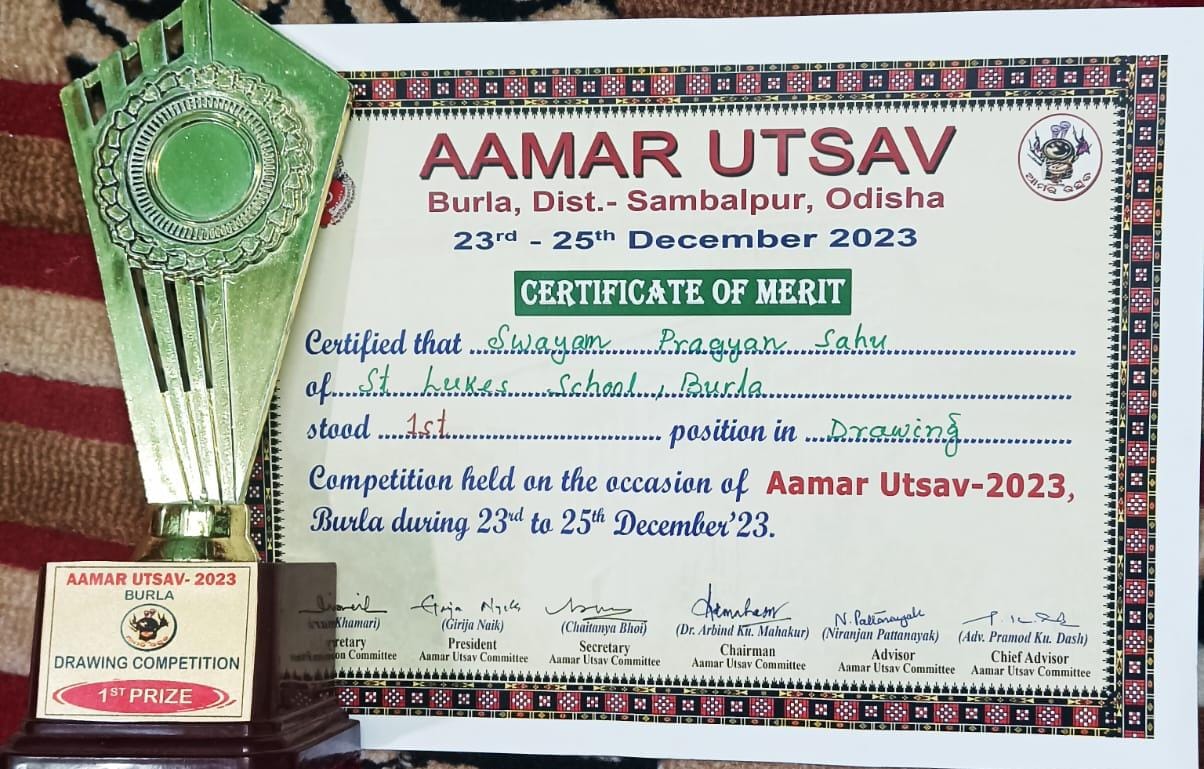 AAMAR UTSAV
Burla, Dist.- Sambalpur, Odisha
23rd - 25th December 2023
CERTIFICATE OF MERIT
Certified that Swayam Pragyan Sahu
of St Lukes School, Burla
stood 1st position in Drawing
Competition held on the occasion of Aamar Utsav-2023,
Burla during 23rd to 25th December'23.
Girija Nayk
N. Pattanayak
Khamari) (Girija Naik) (Chaitanya Bhoi) (Dr. Arbind Ku. Mahakur) (Niranjan Pattanayak) (Adv. Pramod Ku. Dash)
President Secretary Chairman Advisor Chief Advisor
Committee Aamar Utsav Committee Aamar Utsav Committee Aamar Utsav Committee Aamar Utsav Committee Aamar Utsav Committee
AAMAR UTSAV- 2023
BURLA
DRAWING COMPETITION
1ST PRIZE